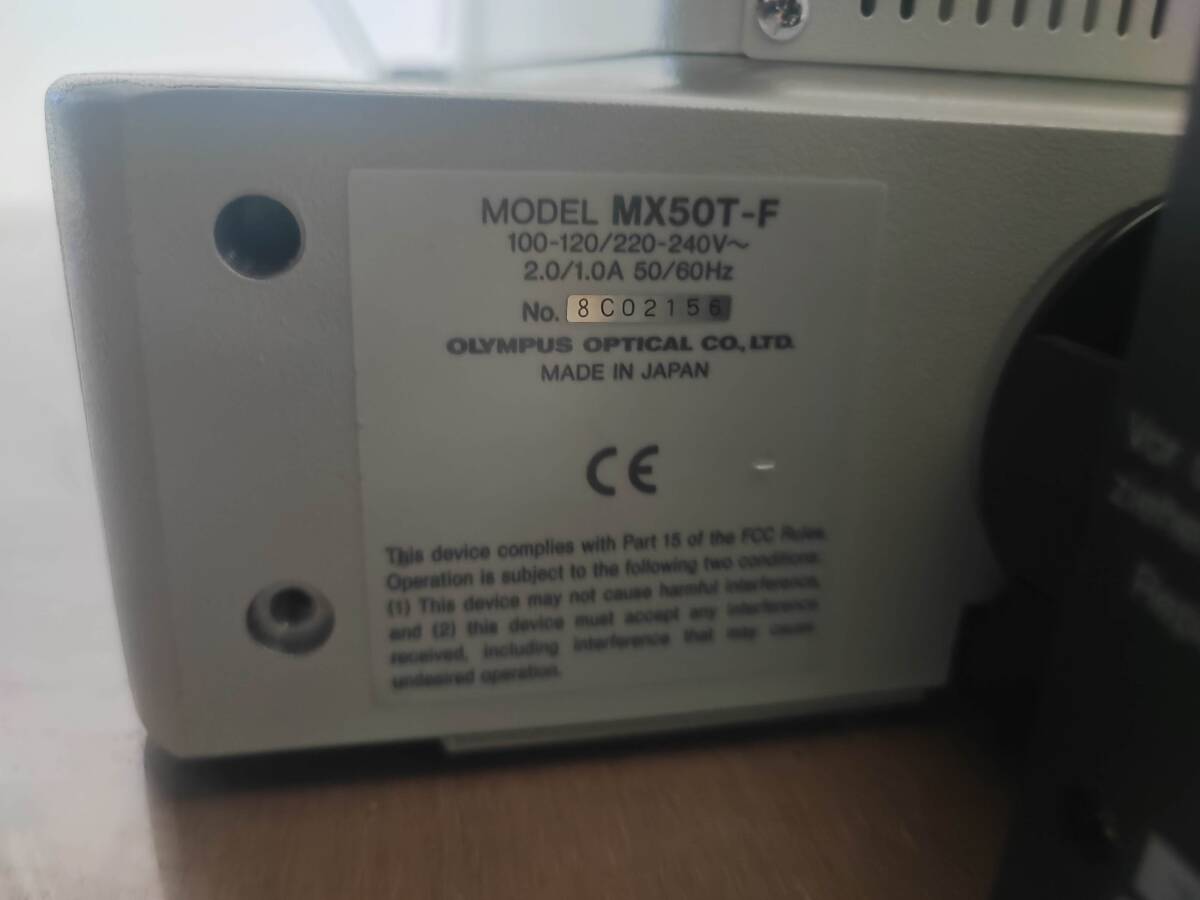 MODEL MX50T-F
100-120/220-240V~
2.0/1.0A 50/60Hz
No. 8C02156
OLYMPUS OPTICAL CO., LTD.
MADE IN JAPAN
CE
This device complies with Part 15 of the FCC Rules.
Operation is subject to the following two conditions:
(1) This device may not cause harmful interference,
and (2) this device must accept any interference
received, including interference that may cause
undesired operation.
Vor